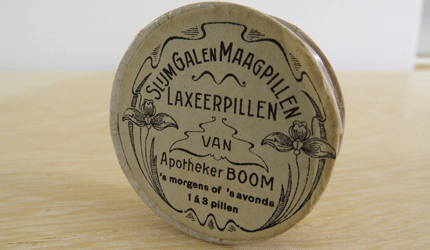 SLIJM GALEN MAAGPILLEN
LAXEERPILLEN
VAN
Apotheker BOOM
's morgens of 's avonds
1 á 3 pillen